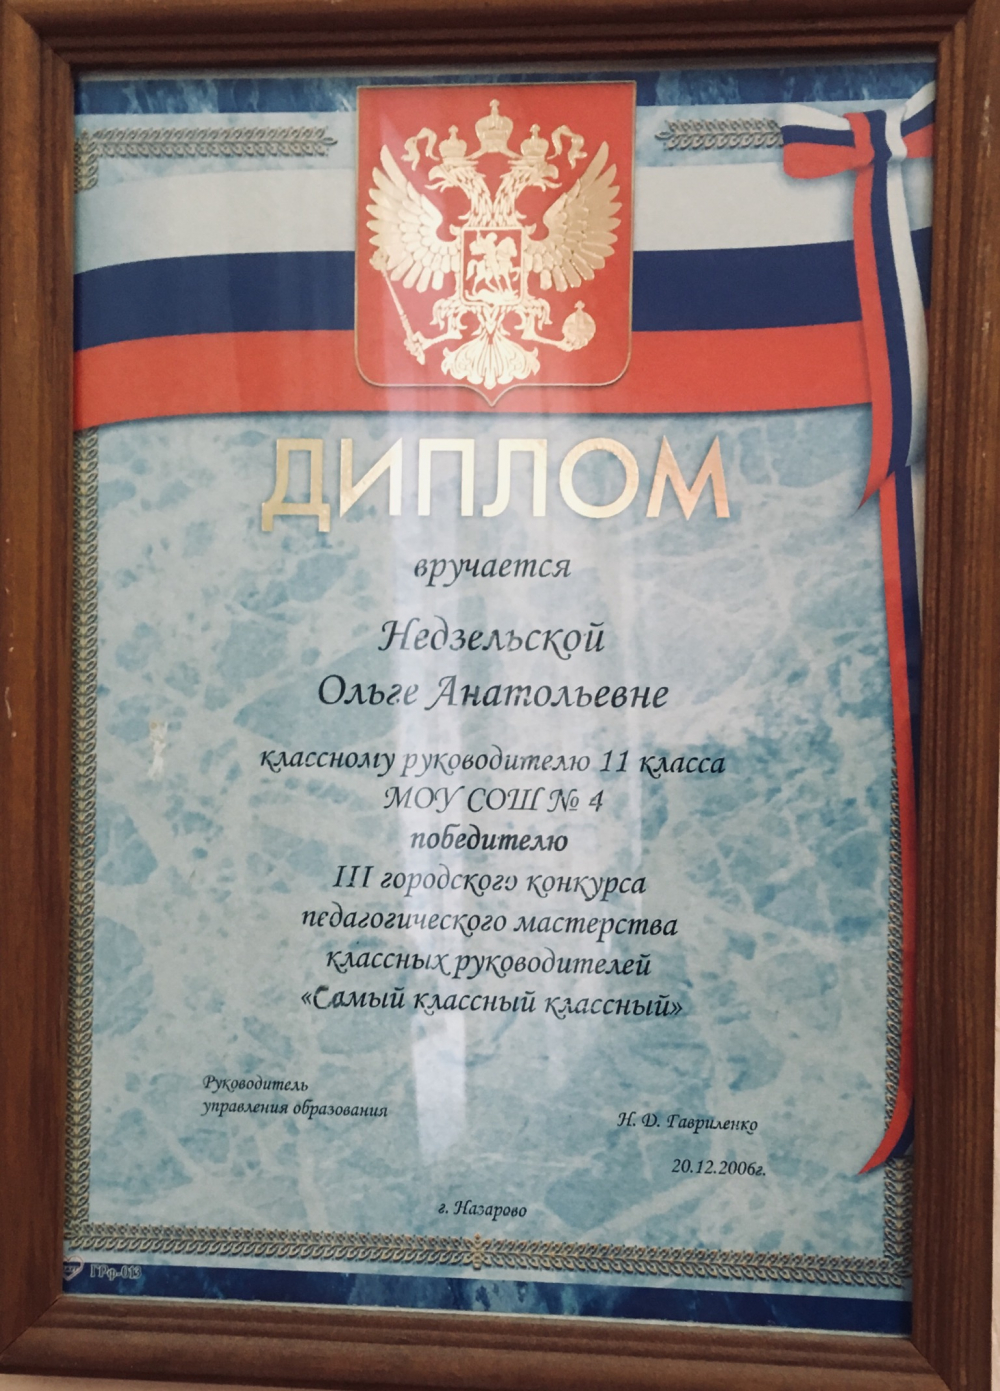 ДИПЛОМ
вручается
Недзельской
Ольге Анатольевне
классному руководителю 11 класса
МОУ СОШ № 4
победителю
III городского конкурса
педагогического мастерства
классных руководителей
«Самый классный классный»
Руководитель
управления образования
Н. Д. Гавриленко
20.12.2006г.
г. Назарово
ГРф-013